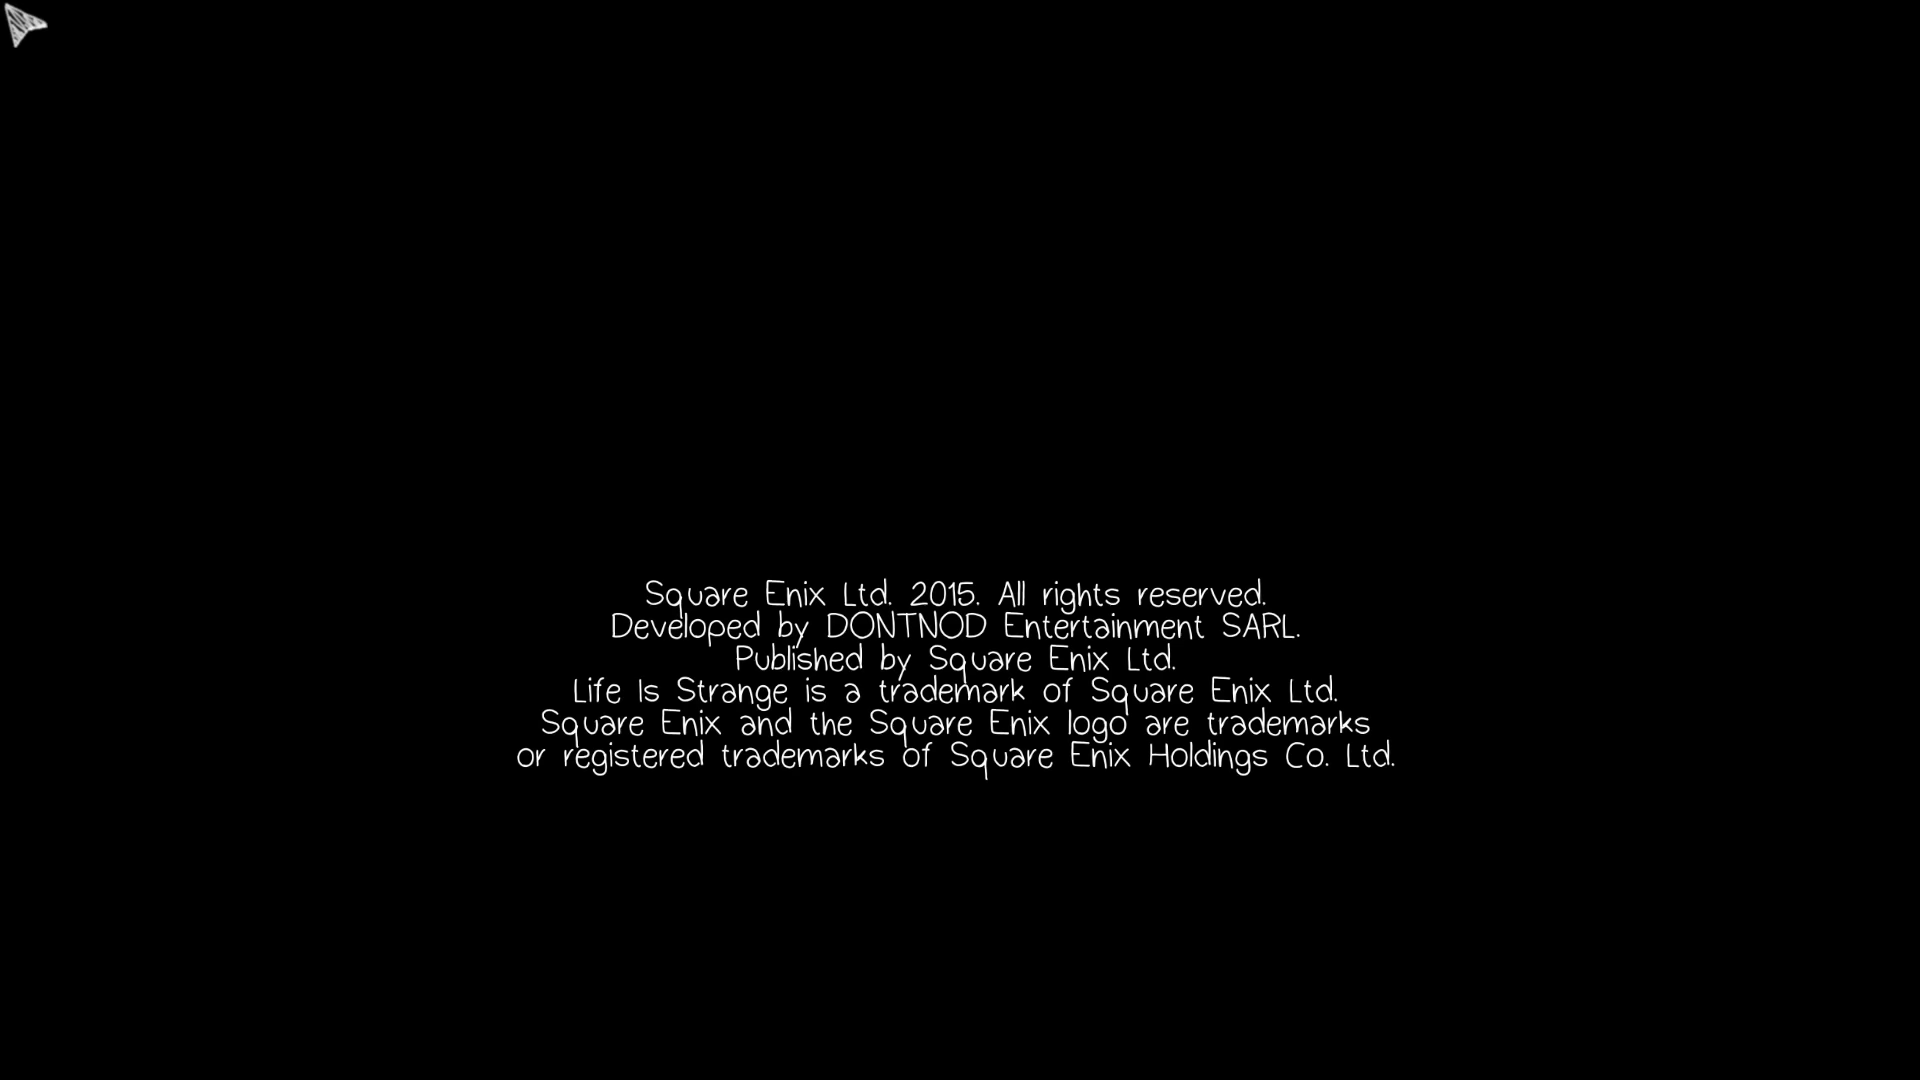 Square Enix Ltd. 2015. All rights reserved.
Developed by DONTNOD Entertainment SARL.
Published by Square Enix Ltd.
Life Is Strange is a trademark of Square Enix Ltd.
Square Enix and the Square Enix logo are trademarks
or registered trademarks of Square Enix Holdings Co. Ltd.